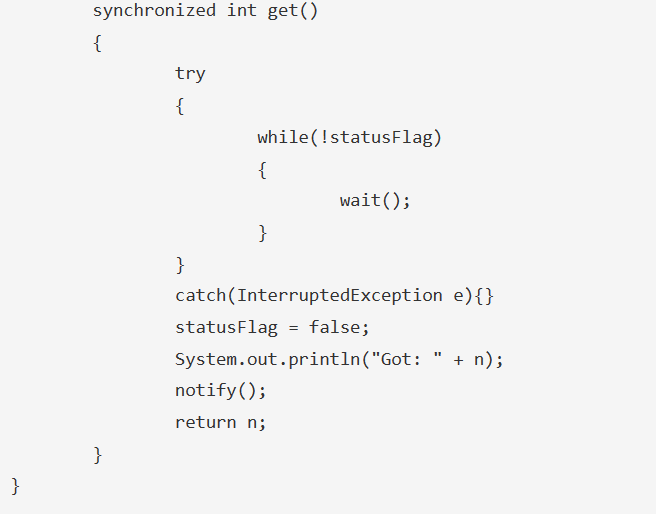 synchronized int get()
{
try
{
while(!statusFlag)
{
wait();
}
}
catch(InterruptedException e){}
statusFlag = false;
System.out.println("Got: " + n);
notify();
return n;
}
}